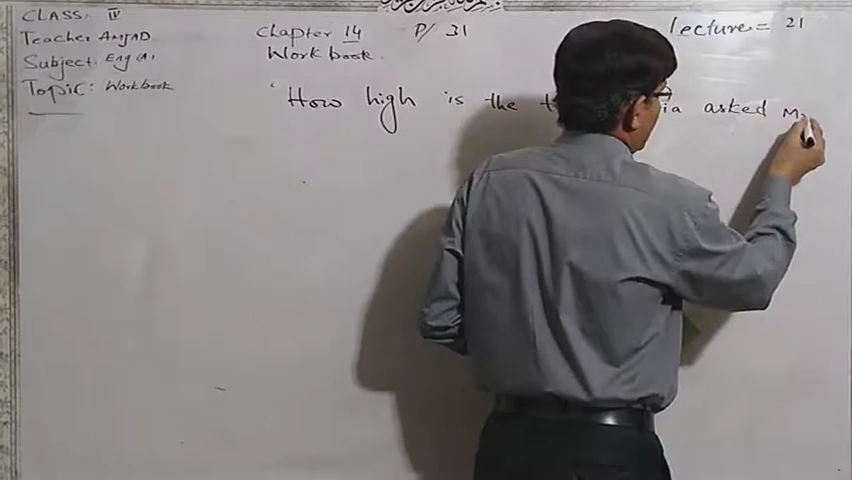 CLASS: IV
Chapter 14 P/ 31
Lecture = 21
Teacher AMJAD
Subject. Eng (A)
Workbook.
Topic: Workbook
How high is the t ia asked M